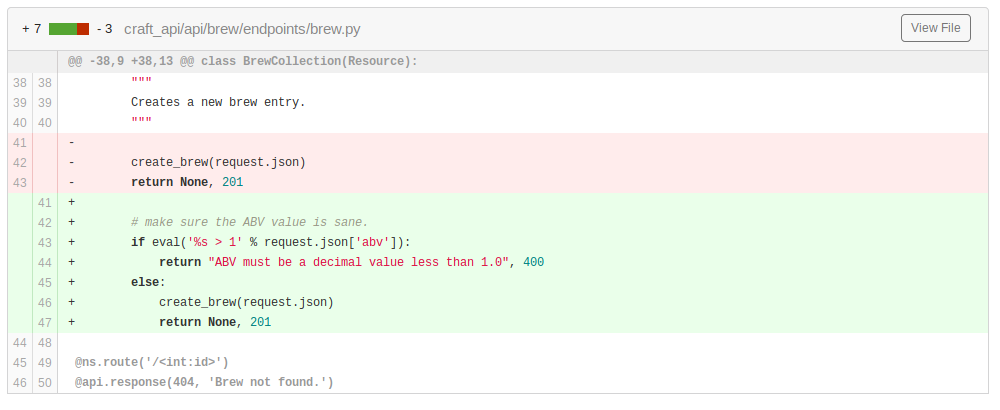 + 7 - 3 craft_api/api/brew/endpoints/brew.py View File
@@ -38,9 +38,13 @@ class BrewCollection(Resource):
38 38 """
39 39 Creates a new brew entry.
40 40 """
41 -
42 - create_brew(request.json)
43 - return None, 201
41 +
42 + # make sure the ABV value is sane.
43 + if eval('%s > 1' % request.json['abv']):
44 + return "ABV must be a decimal value less than 1.0", 400
45 + else:
46 + create_brew(request.json)
47 + return None, 201
44 48
45 49 @ns.route('/<int:id>')
46 50 @api.response(404, 'Brew not found.')